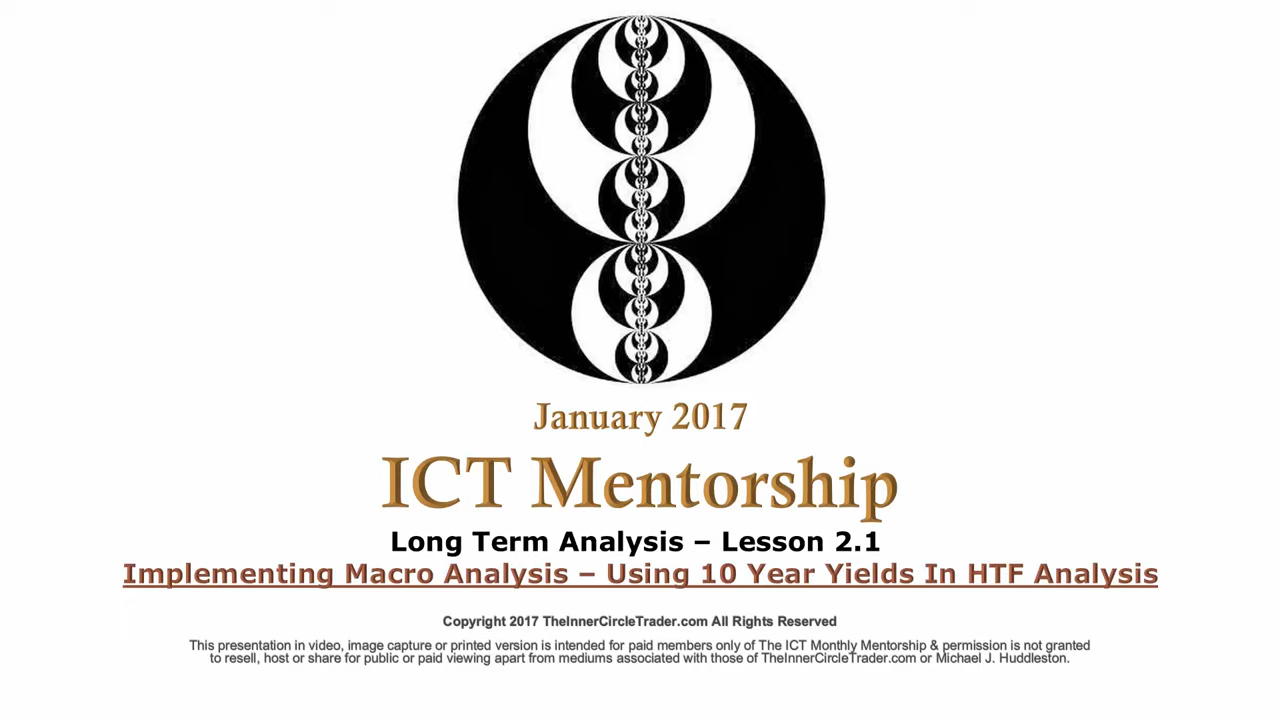 January 2017
ICT Mentorship
Long Term Analysis – Lesson 2.1
Implementing Macro Analysis – Using 10 Year Yields In HTF Analysis
Copyright 2017 TheInnerCircleTrader.com All Rights Reserved
This presentation in video, image capture or printed version is intended for paid members only of The ICT Monthly Mentorship & permission is not granted
to resell, host or share for public or paid viewing apart from mediums associated with those of TheInnerCircleTrader.com or Michael J. Huddleston.